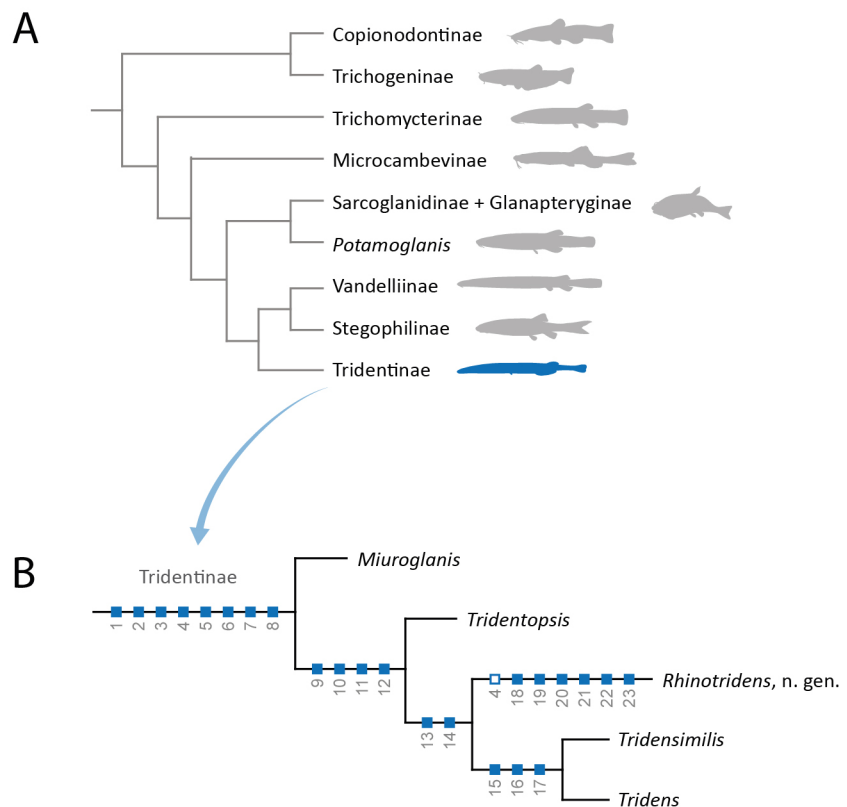 A
Copionodontinae
Trichogeninae
Trichomycterinae
Microcambevinae
Sarcoglanidinae + Glanapteryginae
Potamoglanis
Vandelliinae
Stegophilinae
Tridentinae
B
Tridentinae
Miuroglanis
1 2 3 4 5 6 7 8
Tridentopsis
9 10 11 12
Rhinotridens, n. gen.
4 18 19 20 21 22 23
13 14
Tridensimilis
15 16 17
Tridens